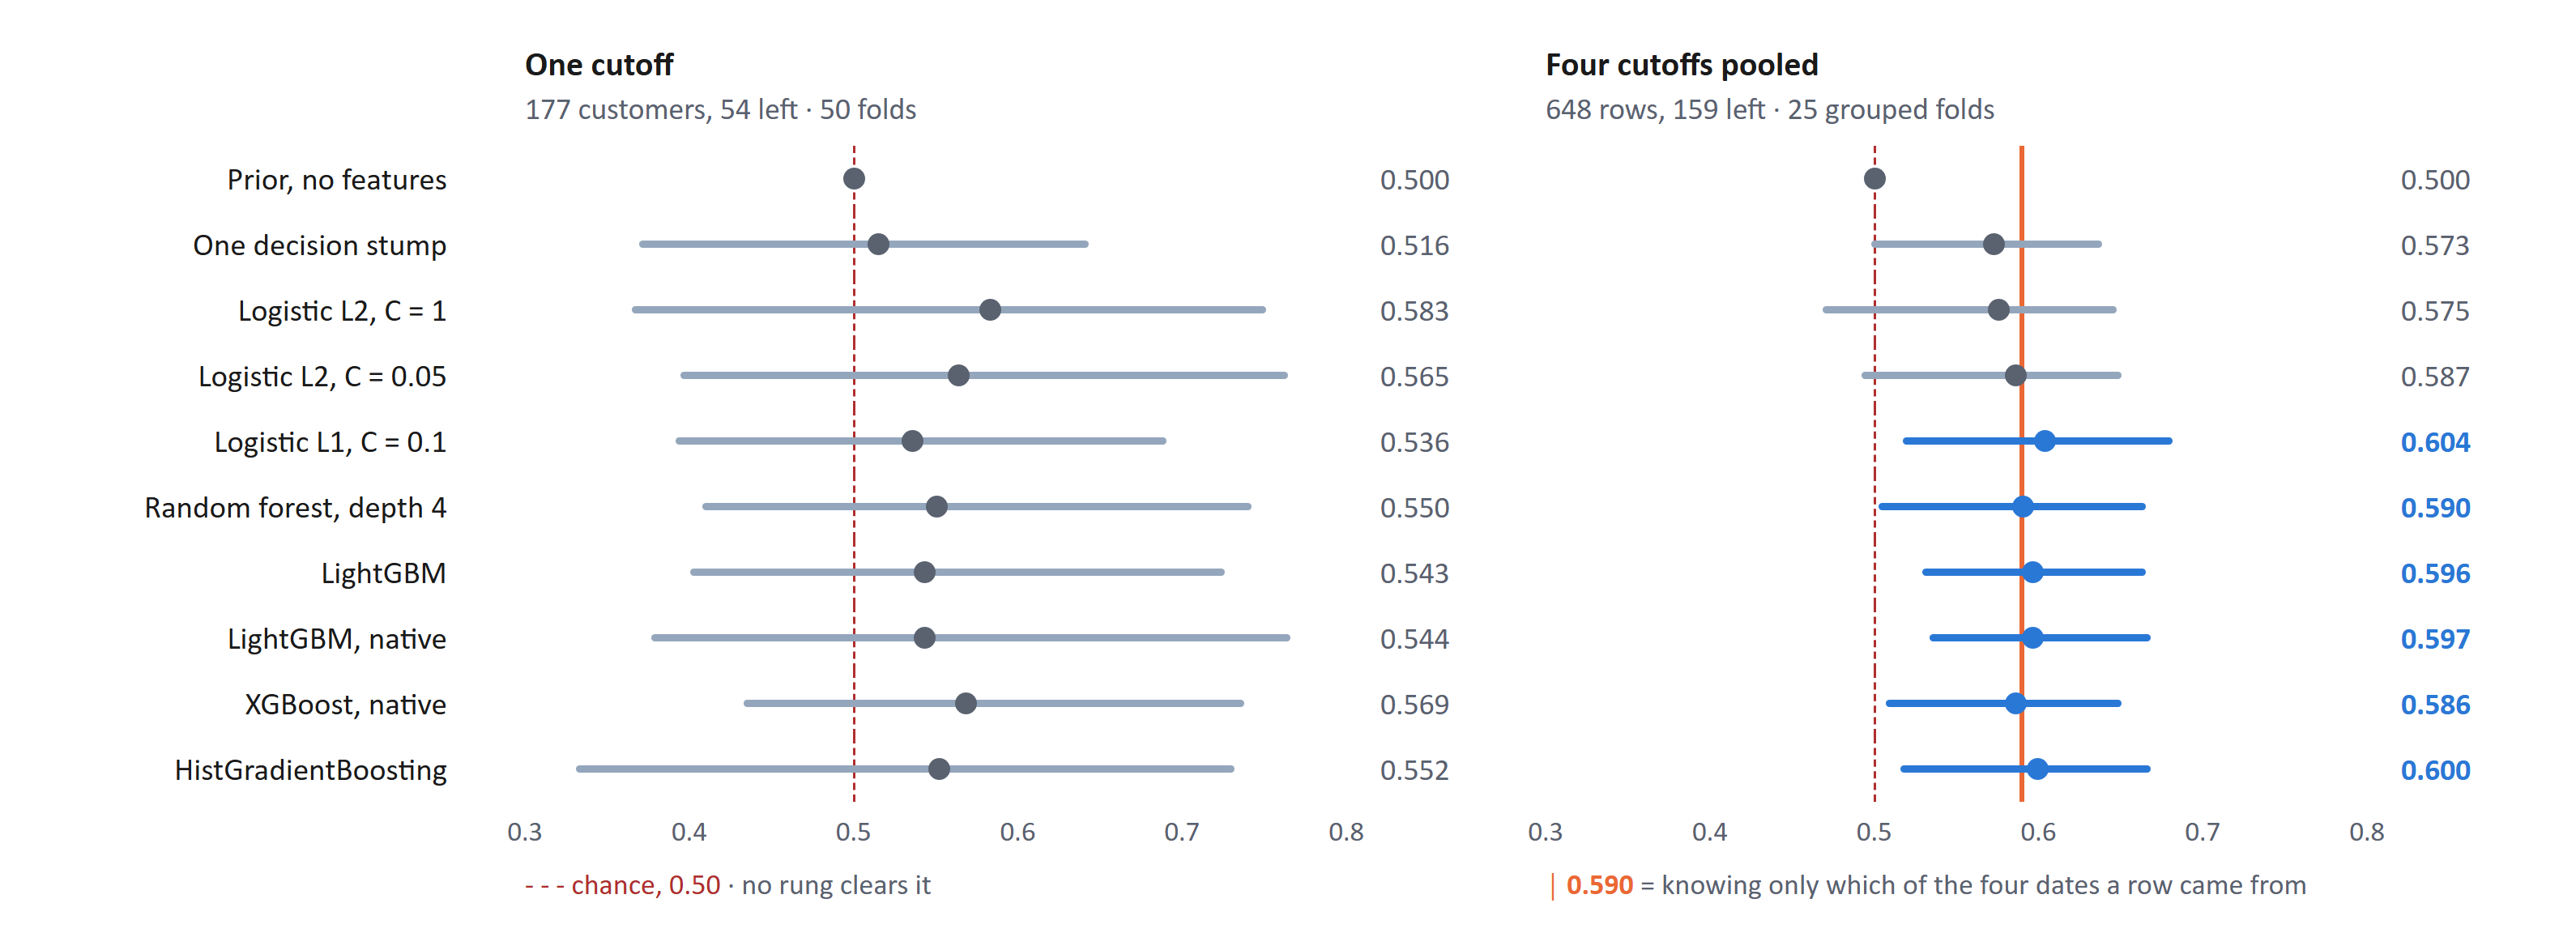 One cutoff
177 customers, 54 left · 50 folds
Four cutoffs pooled
648 rows, 159 left · 25 grouped folds
Prior, no features 0.500 0.500
One decision stump 0.516 0.573
Logistic L2, C = 1 0.583 0.575
Logistic L2, C = 0.05 0.565 0.587
Logistic L1, C = 0.1 0.536 0.604
Random forest, depth 4 0.550 0.590
LightGBM 0.543 0.596
LightGBM, native 0.544 0.597
XGBoost, native 0.569 0.586
HistGradientBoosting 0.552 0.600
0.3 0.4 0.5 0.6 0.7 0.8 0.3 0.4 0.5 0.6 0.7 0.8
- - - chance, 0.50 · no rung clears it
| 0.590 = knowing only which of the four dates a row came from